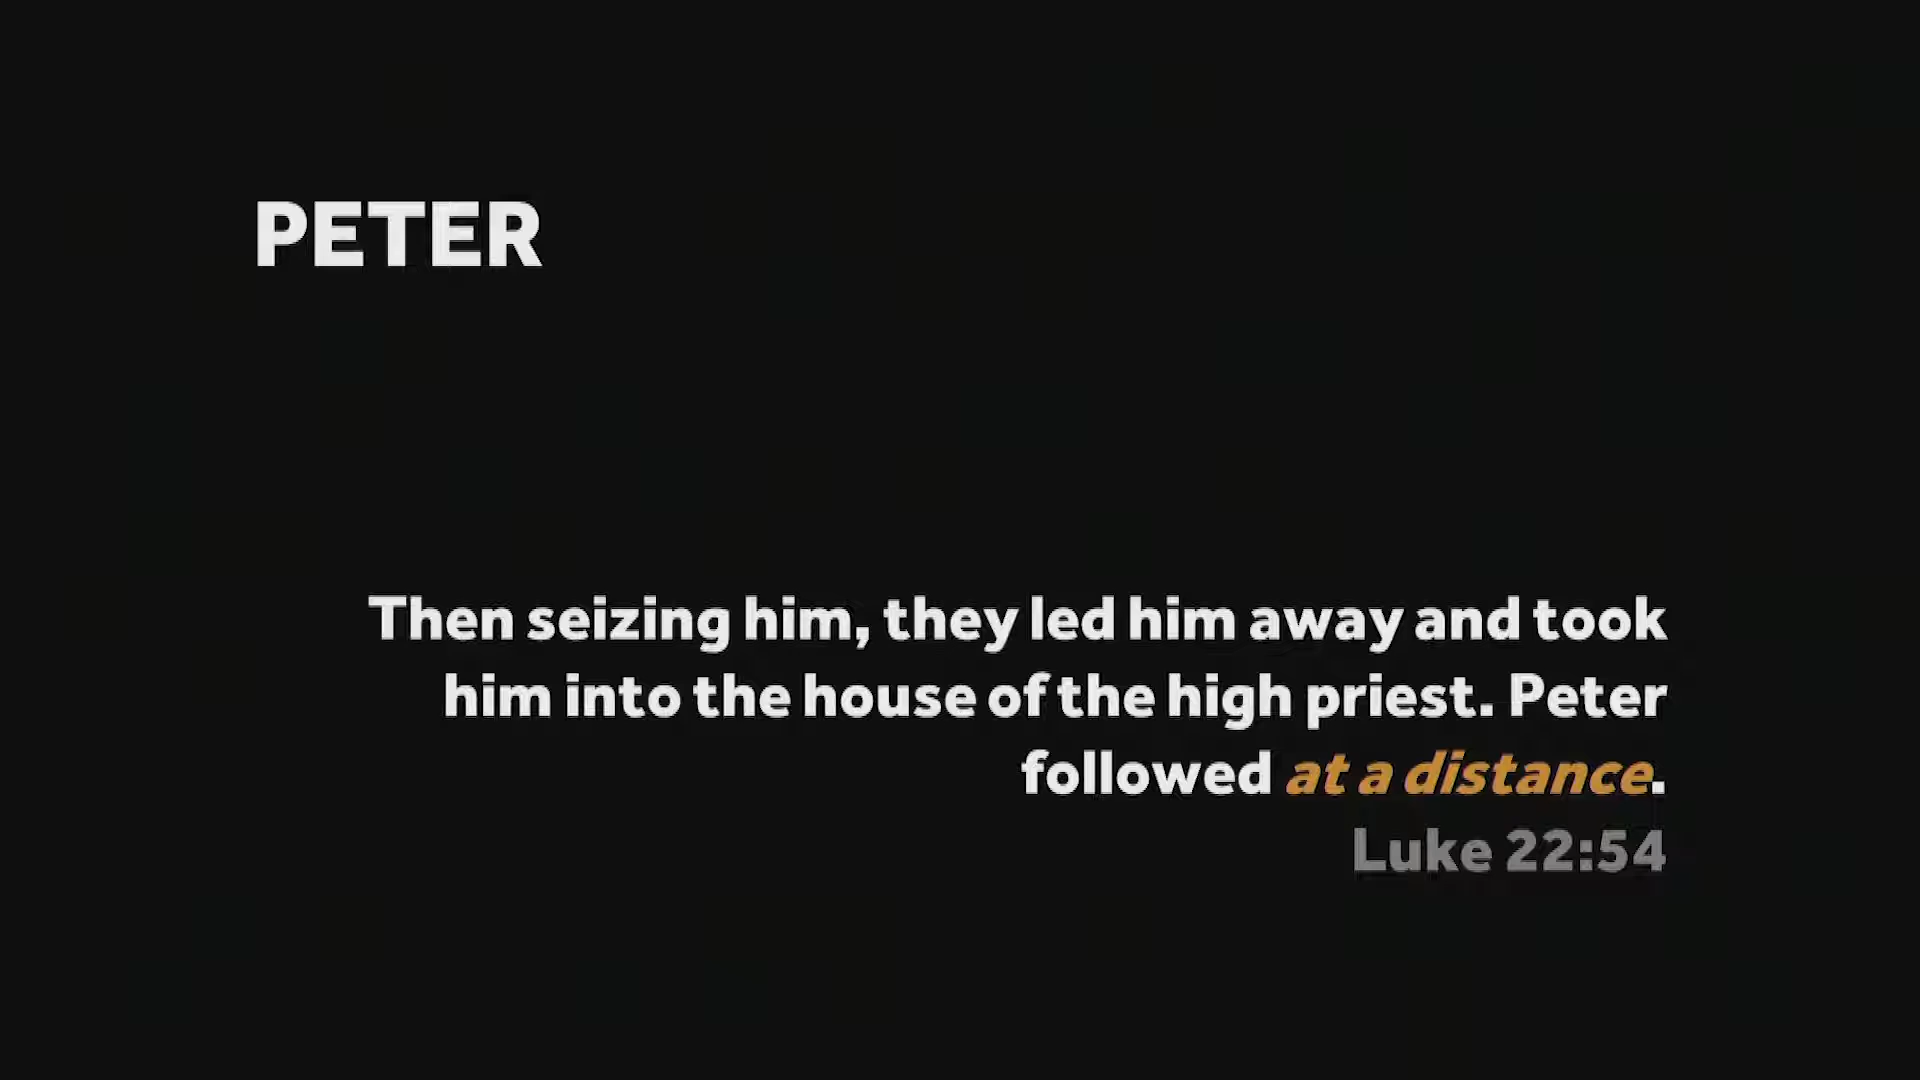 PETER
Then seizing him, they led him away and took
him into the house of the high priest. Peter
followed at a distance.
Luke 22:54